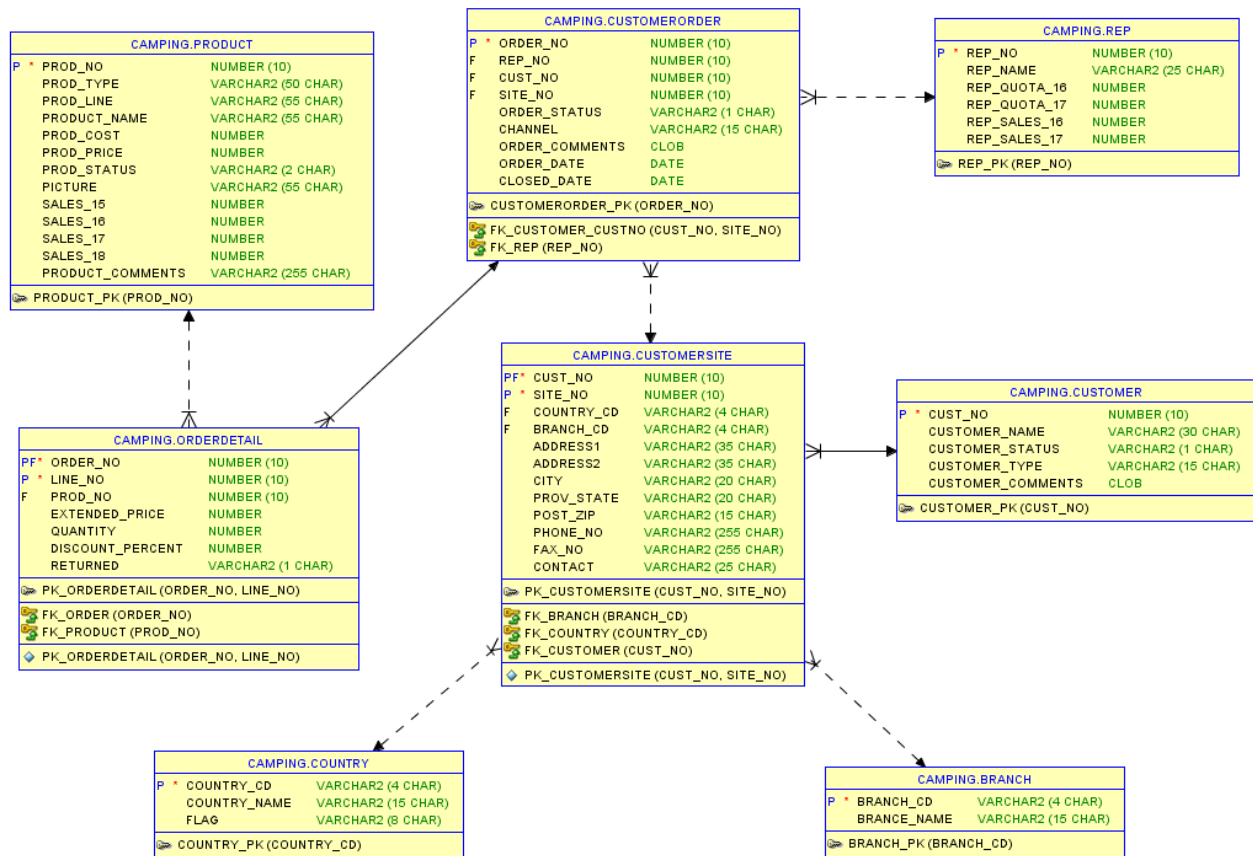 CAMPING.PRODUCT
P * PROD_NO NUMBER (10)
PROD_TYPE VARCHAR2 (50 CHAR)
PROD_LINE VARCHAR2 (55 CHAR)
PRODUCT_NAME VARCHAR2 (55 CHAR)
PROD_COST NUMBER
PROD_PRICE NUMBER
PROD_STATUS VARCHAR2 (2 CHAR)
PICTURE VARCHAR2 (55 CHAR)
SALES_15 NUMBER
SALES_16 NUMBER
SALES_17 NUMBER
SALES_18 NUMBER
PRODUCT_COMMENTS VARCHAR2 (255 CHAR)
PRODUCT_PK (PROD_NO)
CAMPING.CUSTOMERORDER
P * ORDER_NO NUMBER (10)
F REP_NO NUMBER (10)
F CUST_NO NUMBER (10)
F SITE_NO NUMBER (10)
ORDER_STATUS VARCHAR2 (1 CHAR)
CHANNEL VARCHAR2 (15 CHAR)
ORDER_COMMENTS CLOB
ORDER_DATE DATE
CLOSED_DATE DATE
CUSTOMERORDER_PK (ORDER_NO)
FK_CUSTOMER_CUSTNO (CUST_NO, SITE_NO)
FK_REP (REP_NO)
CAMPING.REP
P * REP_NO NUMBER (10)
REP_NAME VARCHAR2 (25 CHAR)
REP_QUOTA_16 NUMBER
REP_QUOTA_17 NUMBER
REP_SALES_16 NUMBER
REP_SALES_17 NUMBER
REP_PK (REP_NO)
CAMPING.ORDERDETAIL
PF* ORDER_NO NUMBER (10)
P * LINE_NO NUMBER (10)
F PROD_NO NUMBER (10)
EXTENDED_PRICE NUMBER
QUANTITY NUMBER
DISCOUNT_PERCENT NUMBER
RETURNED VARCHAR2 (1 CHAR)
PK_ORDERDETAIL (ORDER_NO, LINE_NO)
FK_ORDER (ORDER_NO)
FK_PRODUCT (PROD_NO)
PK_ORDERDETAIL (ORDER_NO, LINE_NO)
CAMPING.CUSTOMERSITE
PF* CUST_NO NUMBER (10)
P * SITE_NO NUMBER (10)
F COUNTRY_CD VARCHAR2 (4 CHAR)
F BRANCH_CD VARCHAR2 (4 CHAR)
ADDRESS1 VARCHAR2 (35 CHAR)
ADDRESS2 VARCHAR2 (35 CHAR)
CITY VARCHAR2 (20 CHAR)
PROV_STATE VARCHAR2 (20 CHAR)
POST_ZIP VARCHAR2 (15 CHAR)
PHONE_NO VARCHAR2 (255 CHAR)
FAX_NO VARCHAR2 (255 CHAR)
CONTACT VARCHAR2 (25 CHAR)
PK_CUSTOMERSITE (CUST_NO, SITE_NO)
FK_BRANCH (BRANCH_CD)
FK_COUNTRY (COUNTRY_CD)
FK_CUSTOMER (CUST_NO)
PK_CUSTOMERSITE (CUST_NO, SITE_NO)
CAMPING.CUSTOMER
P * CUST_NO NUMBER (10)
CUSTOMER_NAME VARCHAR2 (30 CHAR)
CUSTOMER_STATUS VARCHAR2 (1 CHAR)
CUSTOMER_TYPE VARCHAR2 (15 CHAR)
CUSTOMER_COMMENTS CLOB
CUSTOMER_PK (CUST_NO)
CAMPING.COUNTRY
P * COUNTRY_CD VARCHAR2 (4 CHAR)
COUNTRY_NAME VARCHAR2 (15 CHAR)
FLAG VARCHAR2 (8 CHAR)
COUNTRY_PK (COUNTRY_CD)
CAMPING.BRANCH
P * BRANCH_CD VARCHAR2 (4 CHAR)
BRANCE_NAME VARCHAR2 (15 CHAR)
BRANCH_PK (BRANCH_CD)